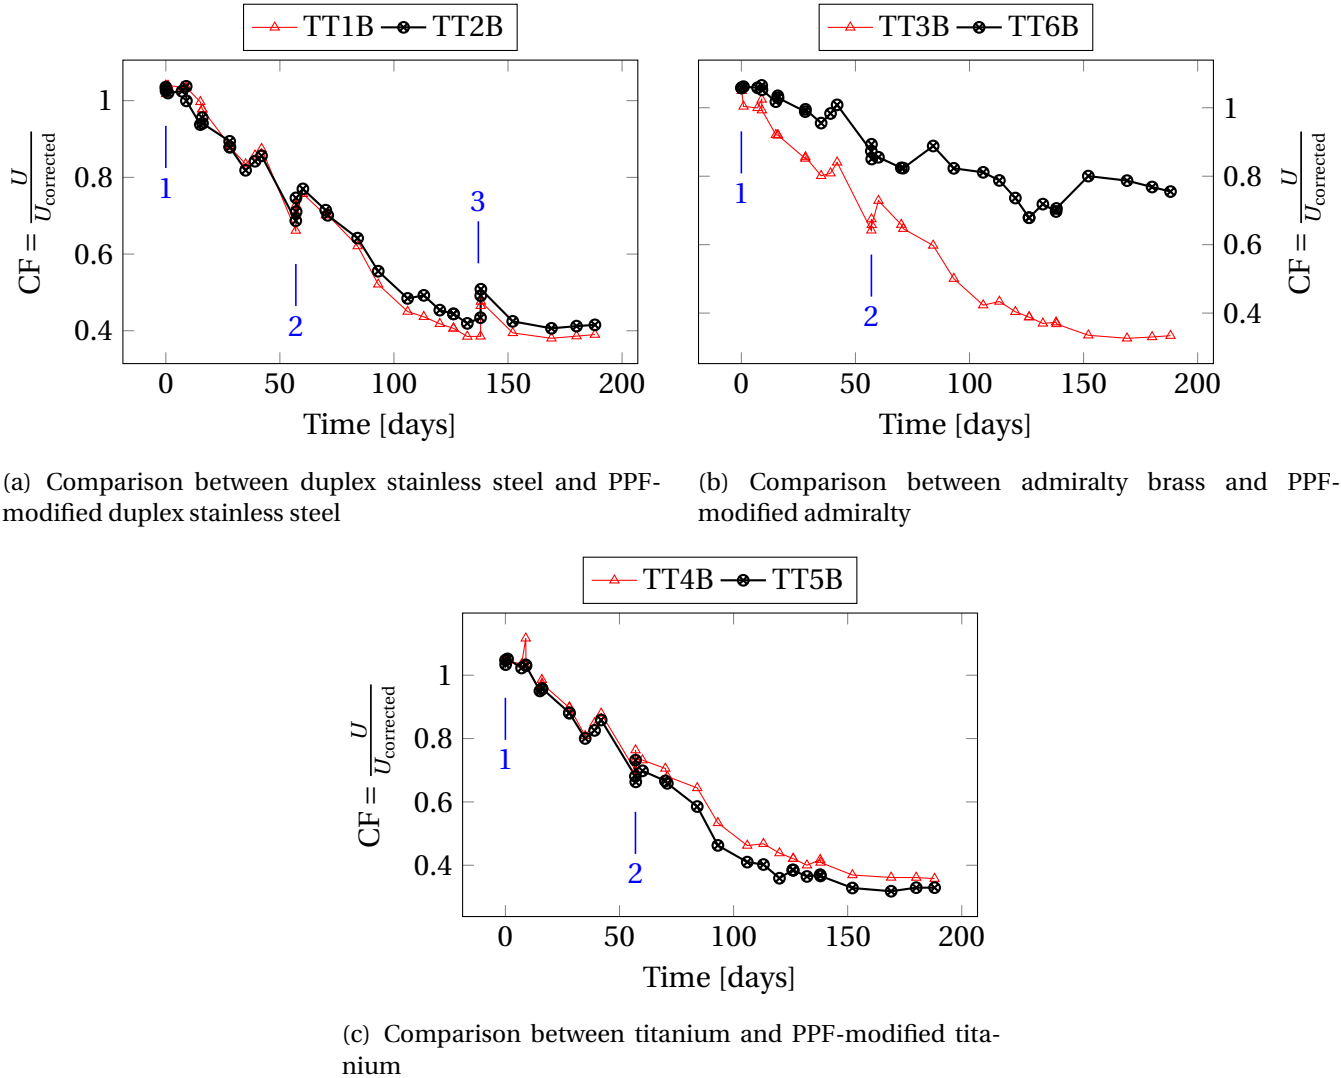 TT1B TT2B
1
0.8
0.6
0.4
CF = U / U corrected
1
2
3
0 50 100 150 200
Time [days]
(a) Comparison between duplex stainless steel and PPF-
modified duplex stainless steel
TT3B TT6B
1
0.8
0.6
0.4
CF = U / U corrected
1
2
0 50 100 150 200
Time [days]
(b) Comparison between admiralty brass and PPF-
modified admiralty
TT4B TT5B
1
0.8
0.6
0.4
CF = U / U corrected
1
2
0 50 100 150 200
Time [days]
(c) Comparison between titanium and PPF-modified tita-
nium